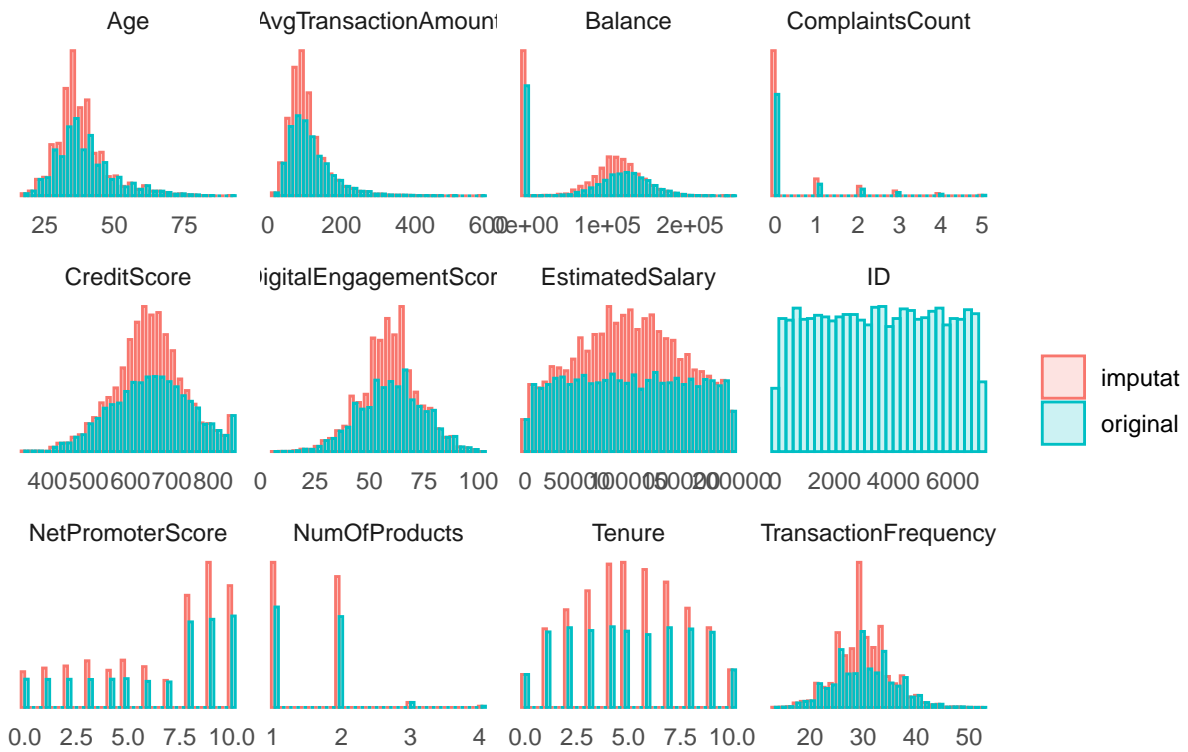 Age AvgTransactionAmount Balance ComplaintsCount
25 50 75 0 200 400 600 0e+00 1e+05 2e+05 0 1 2 3 4 5
CreditScore DigitalEngagementScore EstimatedSalary ID
400 500 600 700 800 0 25 50 75 100 0 50000 100000 150000 200000 0 2000 4000 6000
imputat
original
NetPromoterScore NumOfProducts Tenure TransactionFrequency
0.0 2.5 5.0 7.5 10.0 1 2 3 4 0.0 2.5 5.0 7.5 10.0 20 30 40 50